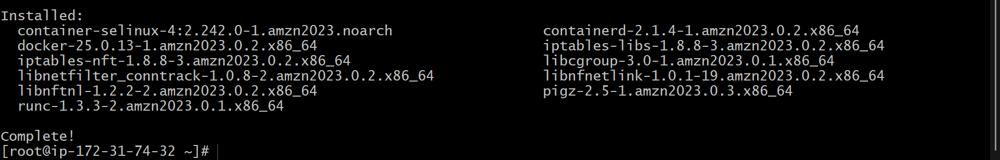 Installed:
  container-selinux-4:2.242.0-1.amzn2023.noarch                  containerd-2.1.4-1.amzn2023.0.2.x86_64
  docker-25.0.13-1.amzn2023.0.2.x86_64                           iptables-libs-1.8.8-3.amzn2023.0.2.x86_64
  iptables-nft-1.8.8-3.amzn2023.0.2.x86_64                       libcgroup-3.0-1.amzn2023.0.1.x86_64
  libnetfilter_conntrack-1.0.8-2.amzn2023.0.2.x86_64             libnfnetlink-1.0.1-19.amzn2023.0.2.x86_64
  libnftnl-1.2.2-2.amzn2023.0.2.x86_64                           pigz-2.5-1.amzn2023.0.3.x86_64
  runc-1.3.3-2.amzn2023.0.1.x86_64

Complete!
[root@ip-172-31-74-32 ~]#